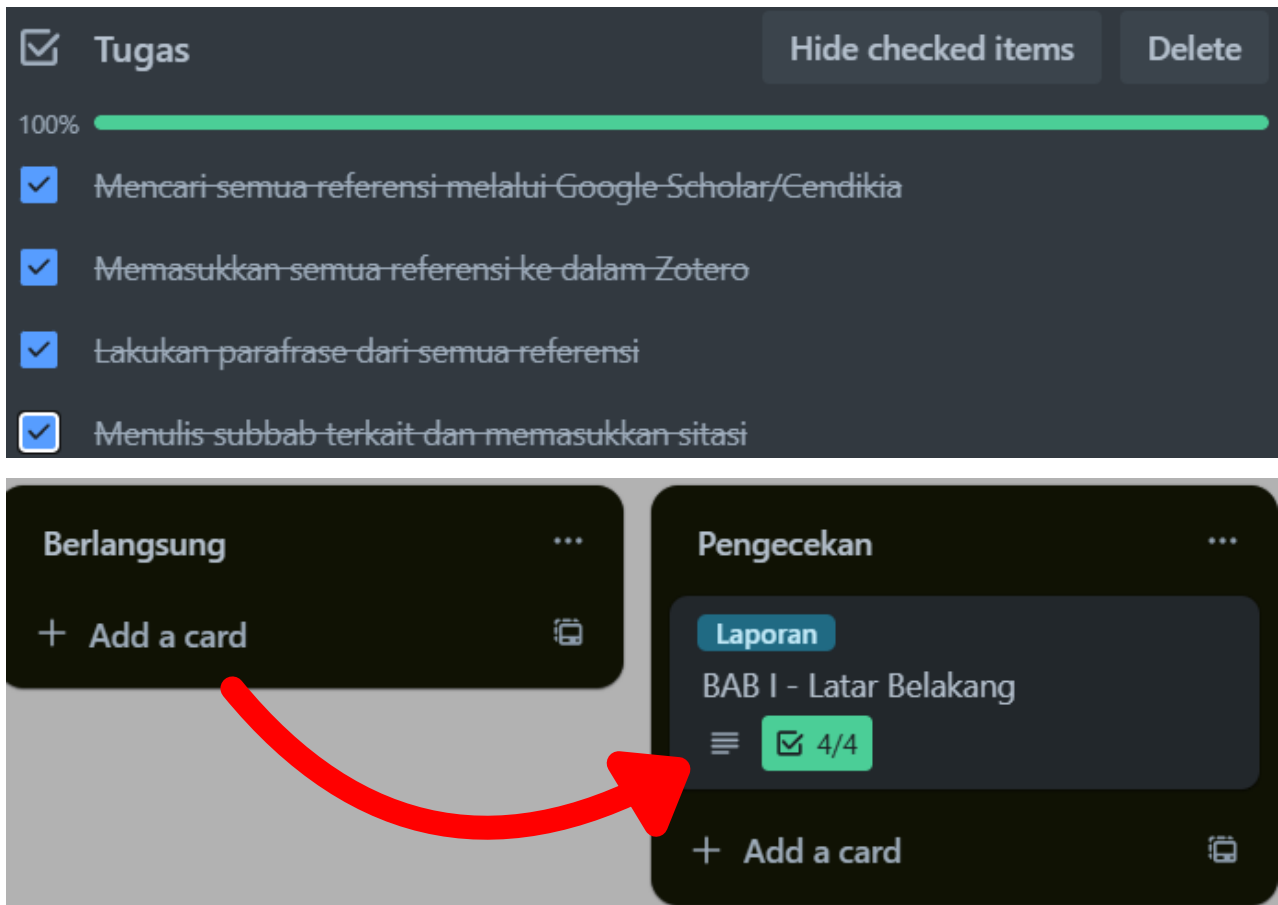 Tugas
Hide checked items
Delete
100%
Mencari semua referensi melalui Google Scholar/Cendikia
Memasukkan semua referensi ke dalam Zotero
Lakukan parafrase dari semua referensi
Menulis subbab terkait dan memasukkan sitasi
Berlangsung
Add a card
Pengecekan
Laporan
BAB I - Latar Belakang
4/4
Add a card